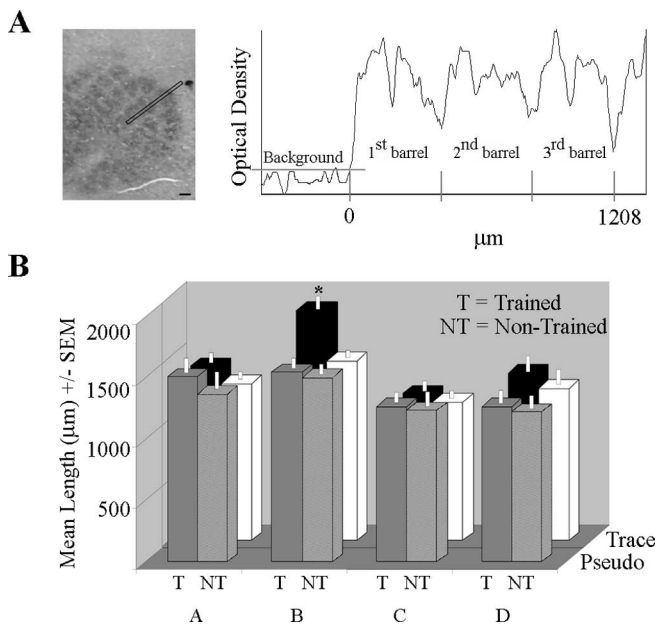 A
Optical Density
Background
1st barrel
2nd barrel
3rd barrel
0
1208
μm
B
Mean Length (μm) +/- SEM
2000
1500
1000
500
*
T = Trained
NT = Non-Trained
Trace
Pseudo
T NT T NT T NT T NT
A B C D